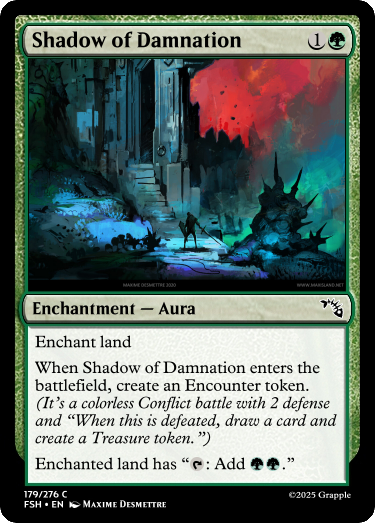 Shadow of Damnation 1
MAXIME DESMETTRE 2020 WWW.MAKISLAND.NET
Enchantment — Aura
Enchant land
When Shadow of Damnation enters the
battlefield, create an Encounter token.
(It’s a colorless Conflict battle with 2 defense
and “When this is defeated, draw a card and
create a Treasure token.”)
Enchanted land has “: Add .”
179/276 C
FSH • EN Maxime Desmettre ©2025 Grapple